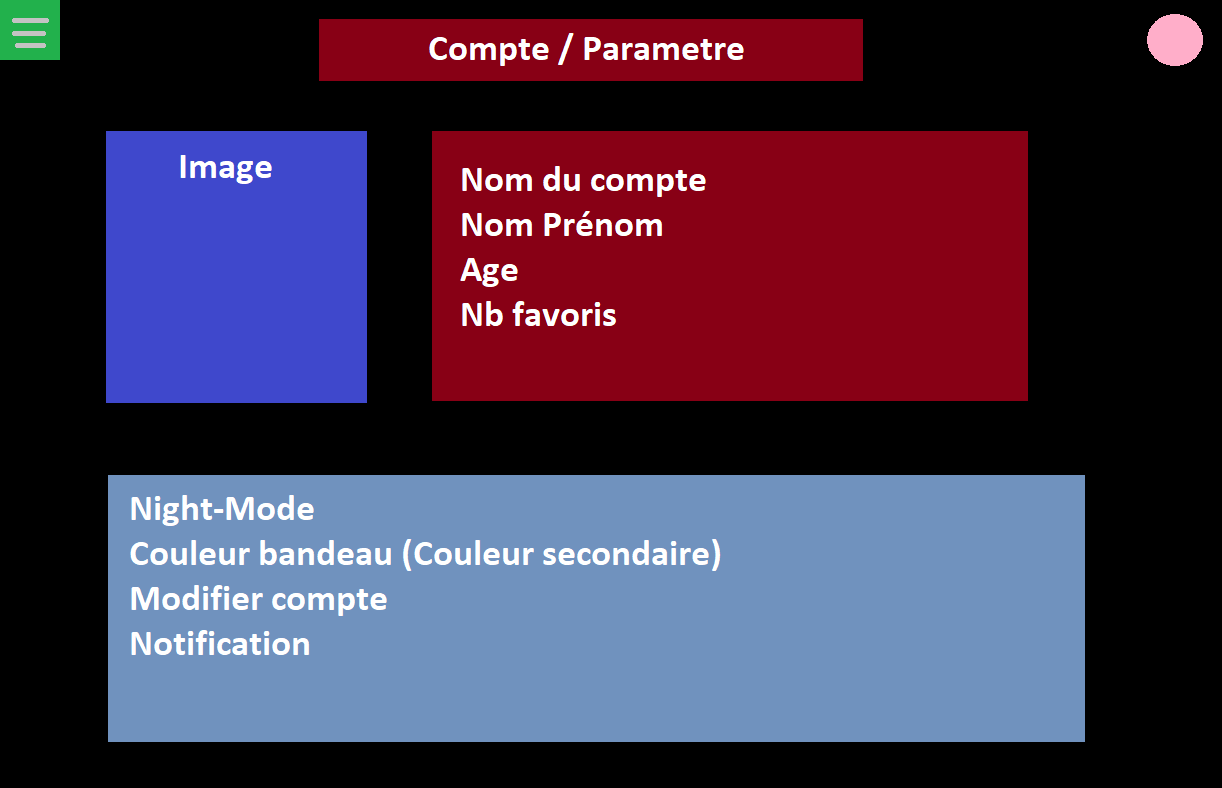 Compte / Parametre
Image
Nom du compte
Nom Prénom
Age
Nb favoris
Night-Mode
Couleur bandeau (Couleur secondaire)
Modifier compte
Notification